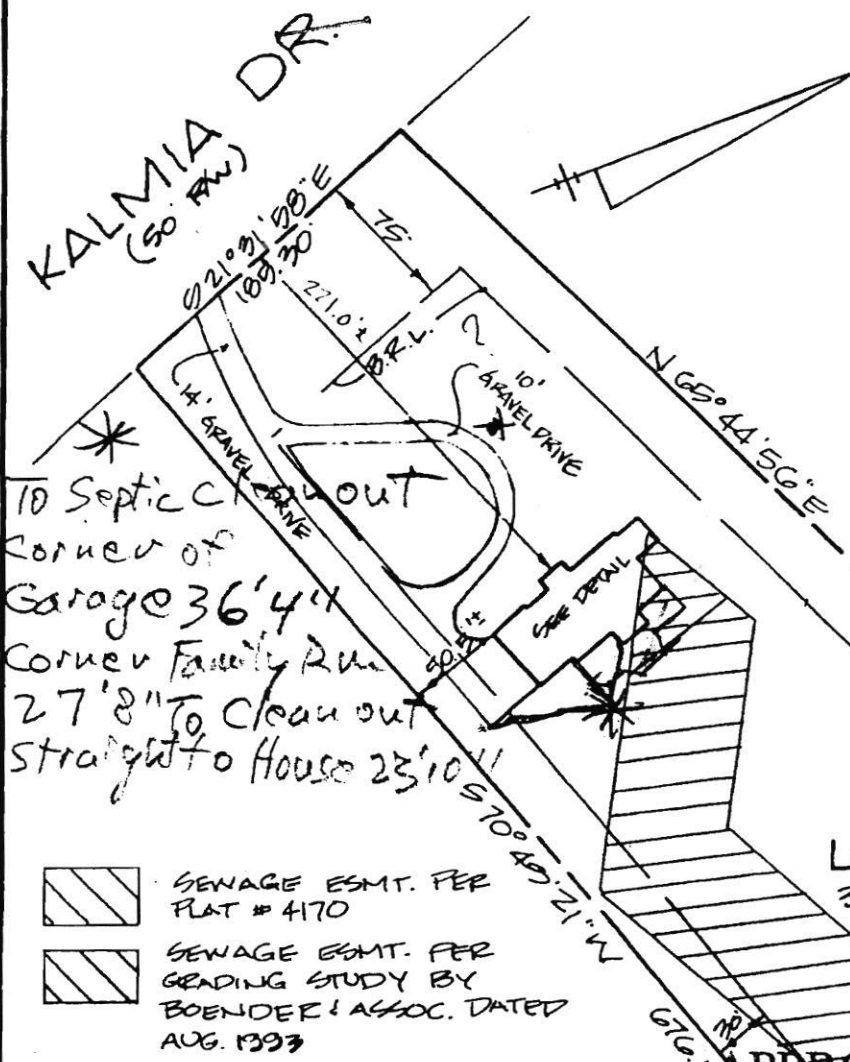 KALMIA DR.
(50' R/W)
S 21° 31' 58" E
189.30'
75'
221.0'±
B.R.L.
10'
GRAVEL DRIVE
14' GRAVEL DRIVE
N 65° 44' 56" E
SEE DETAIL
To Septic Clean out
Corner of
Garage 36'4"
Corner Family Rm
27'8" To Clean out
Straight to House 23'10"
S 70° 49' 21" W
676.
30'
SEWAGE ESMT. PER
PLAT # 4170
SEWAGE ESMT. PER
GRADING STUDY BY
BOENDER & ASSOC. DATED
AUG. 1993